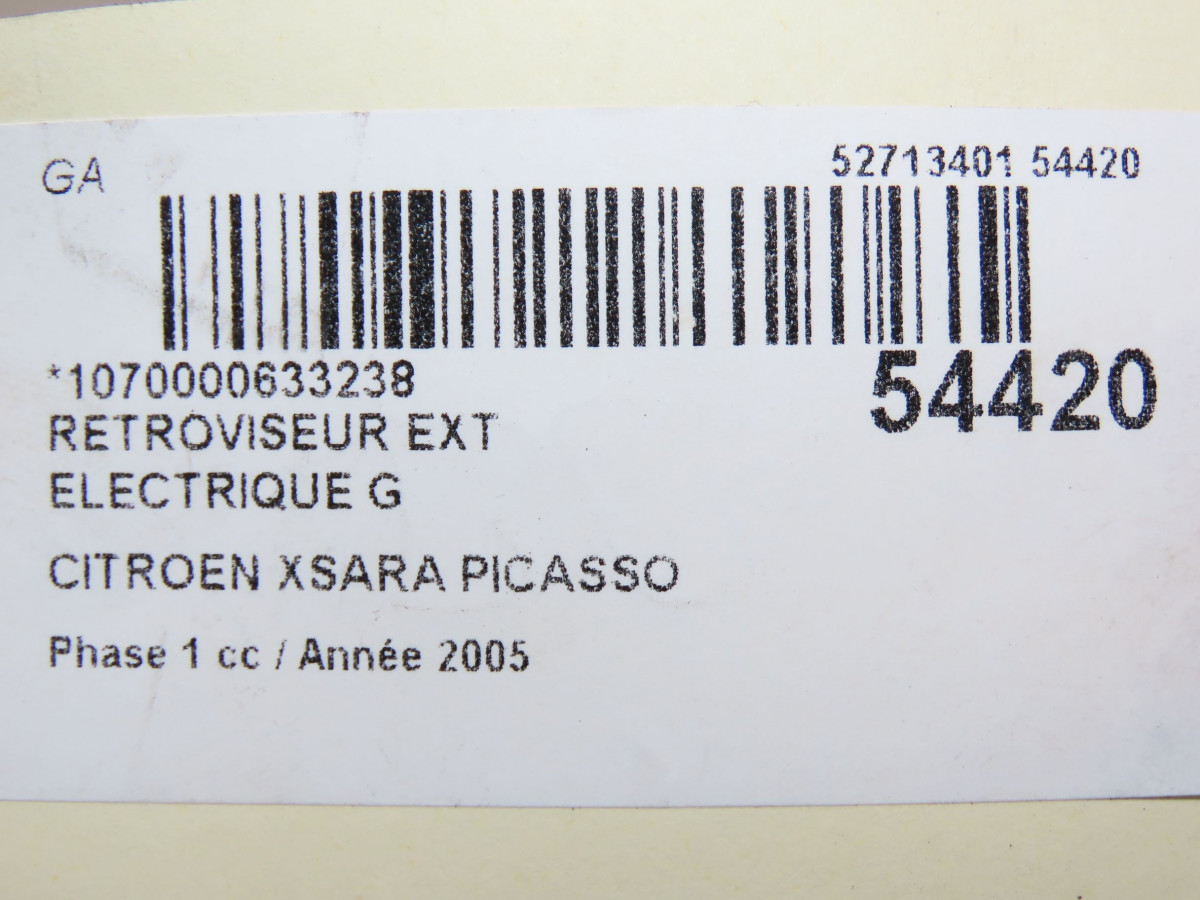 GA
52713401 54420
*1070000633238
54420
RETROVISEUR EXT
ELECTRIQUE G
CITROEN XSARA PICASSO
Phase 1 cc / Année 2005